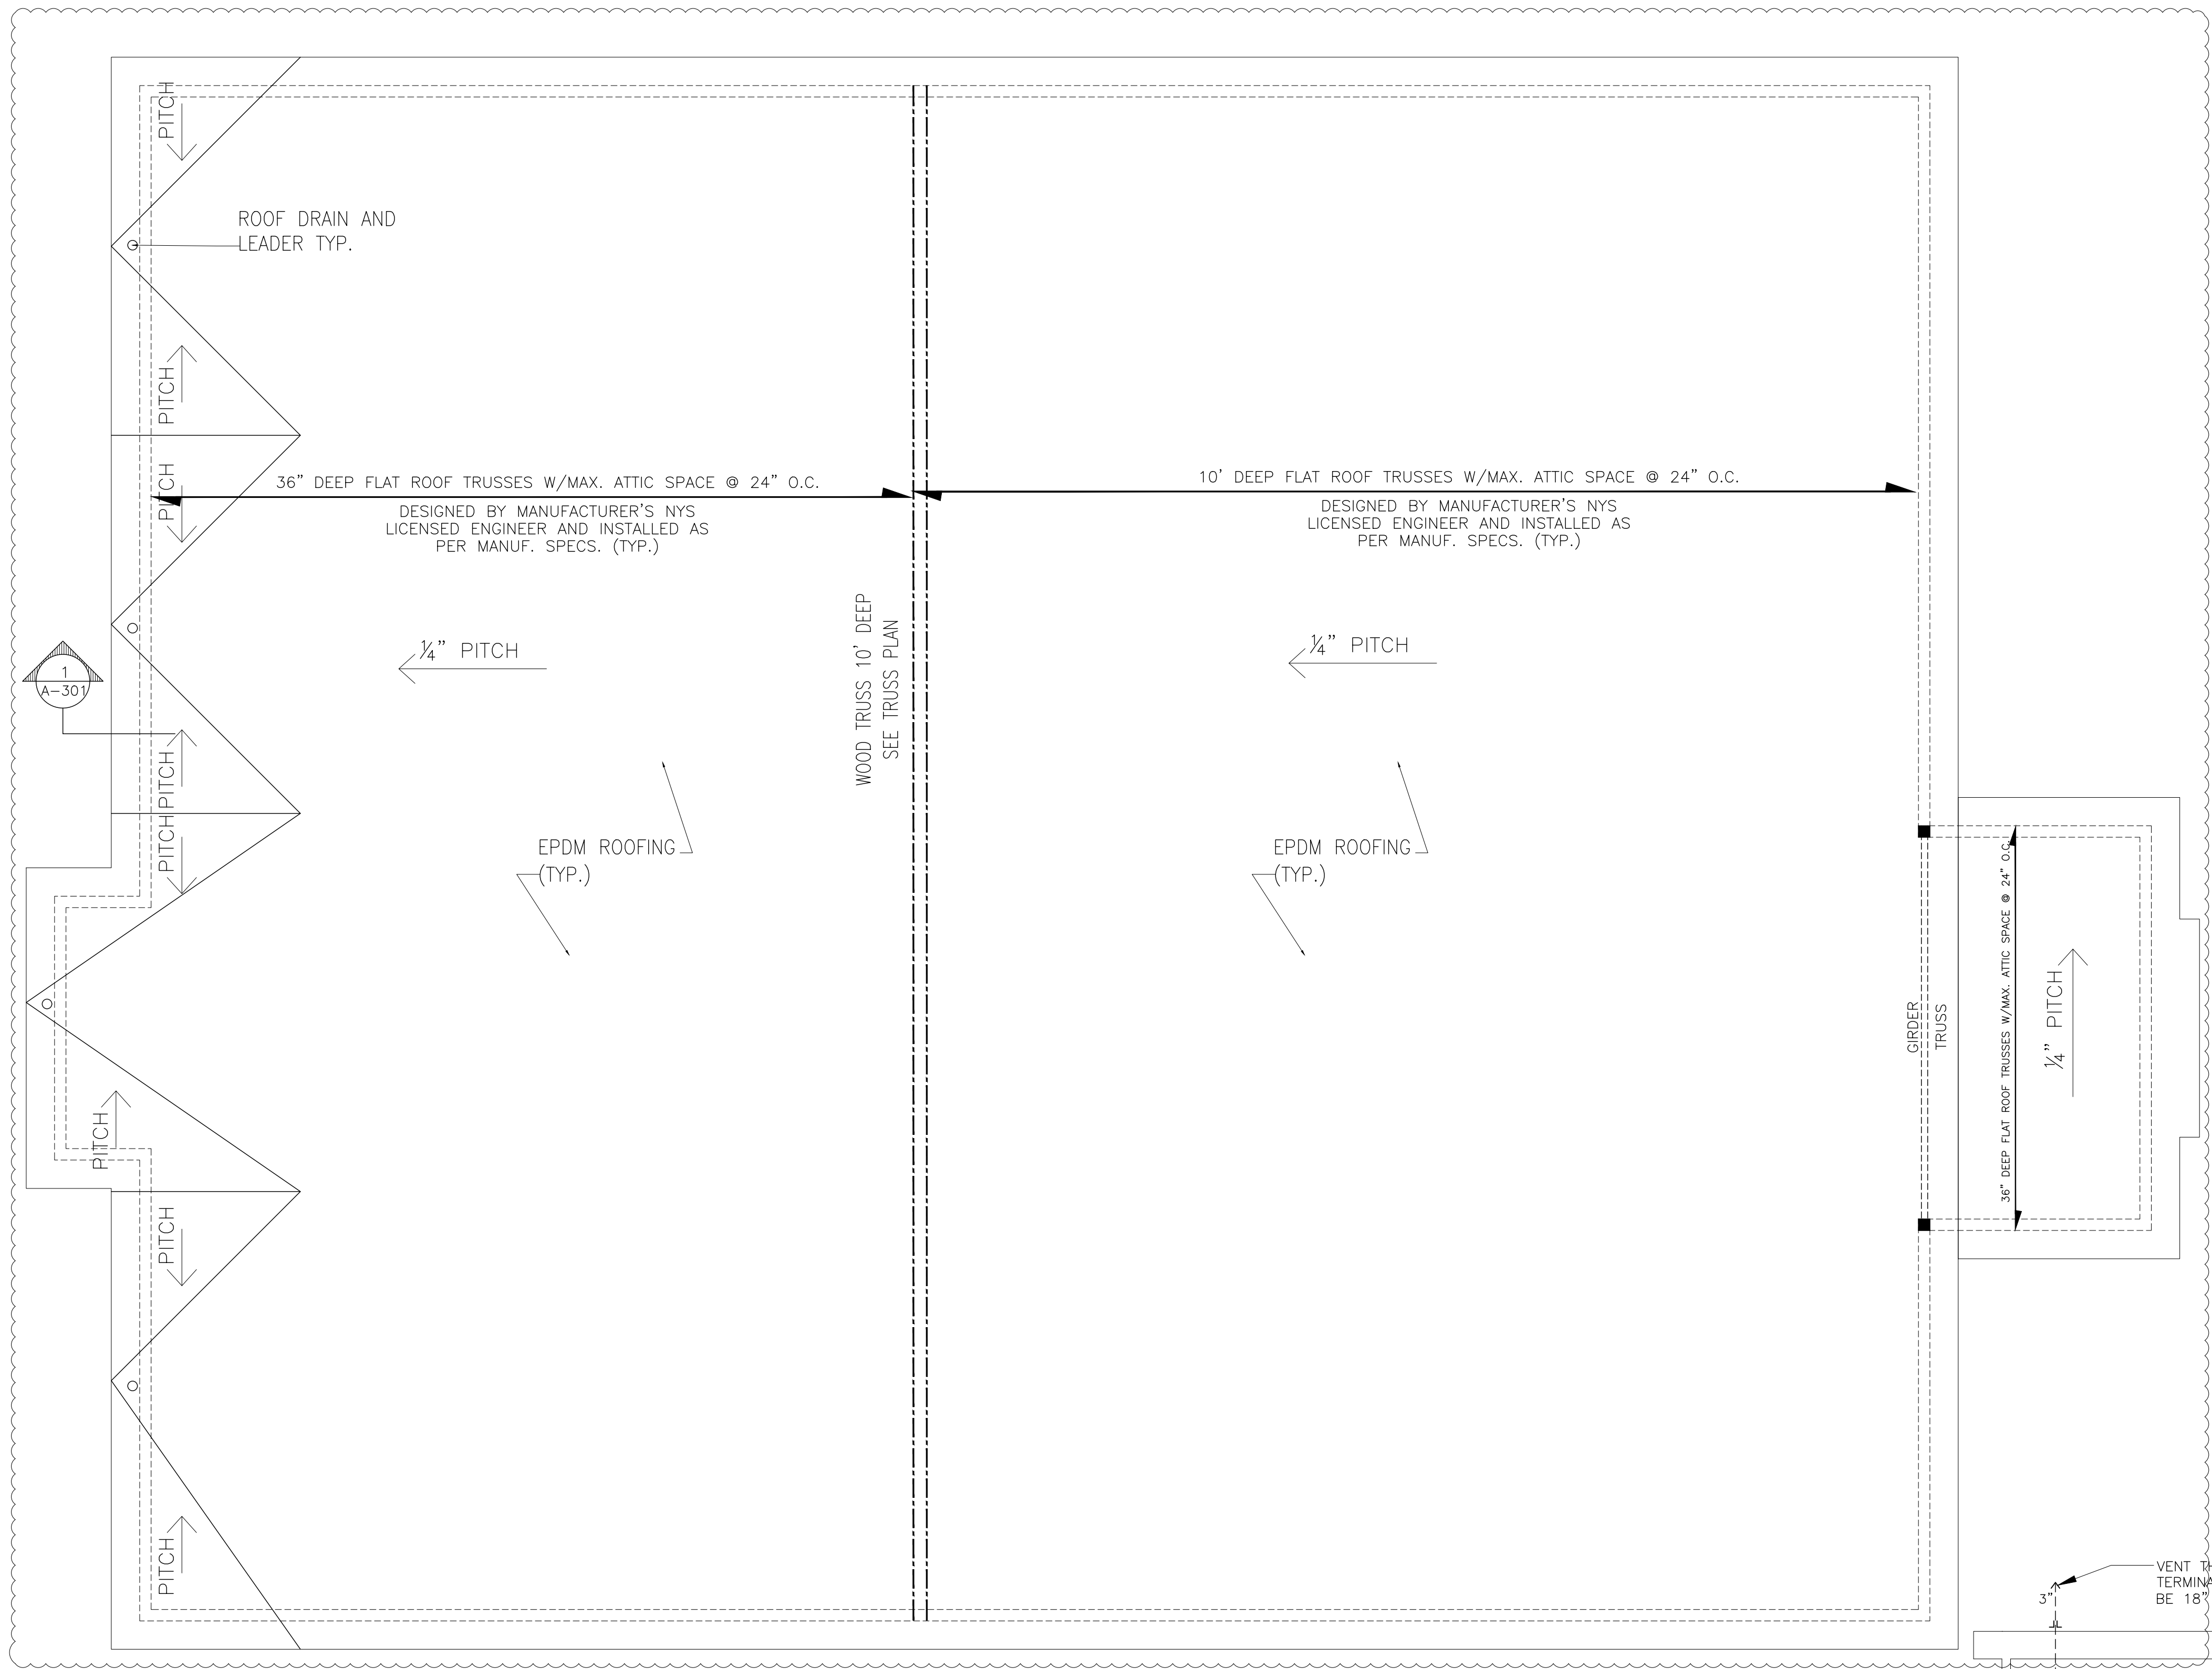 PITCH
ROOF DRAIN AND
LEADER TYP.
PITCH
PITCH
36" DEEP FLAT ROOF TRUSSES W/MAX. ATTIC SPACE @ 24" O.C.
DESIGNED BY MANUFACTURER'S NYS
LICENSED ENGINEER AND INSTALLED AS
PER MANUF. SPECS. (TYP.)
10' DEEP FLAT ROOF TRUSSES W/MAX. ATTIC SPACE @ 24" O.C.
DESIGNED BY MANUFACTURER'S NYS
LICENSED ENGINEER AND INSTALLED AS
PER MANUF. SPECS. (TYP.)
1
A-301
¼" PITCH
WOOD TRUSS 10' DEEP
SEE TRUSS PLAN
¼" PITCH
PITCH
PITCH
EPDM ROOFING
(TYP.)
EPDM ROOFING
(TYP.)
GIRDER
TRUSS
36" DEEP FLAT ROOF TRUSSES W/MAX. ATTIC SPACE @ 24" O.C.
¼" PITCH
PITCH
PITCH
PITCH
3"
VENT
BE 18"